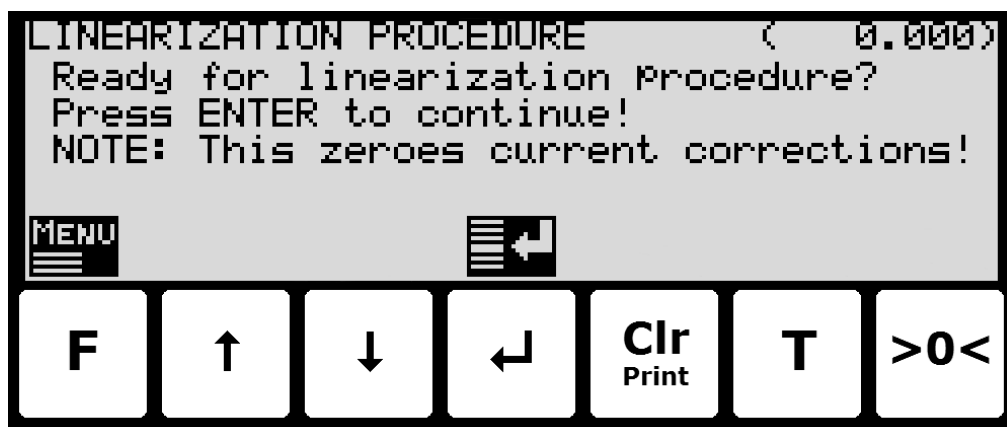 LINEARIZATION PROCEDURE ( 0.000)
Ready for linearization Procedure?
Press ENTER to continue!
NOTE: This zeroes current corrections!
MENU
F ↑ ↓ ↵ Clr T >0<
Print